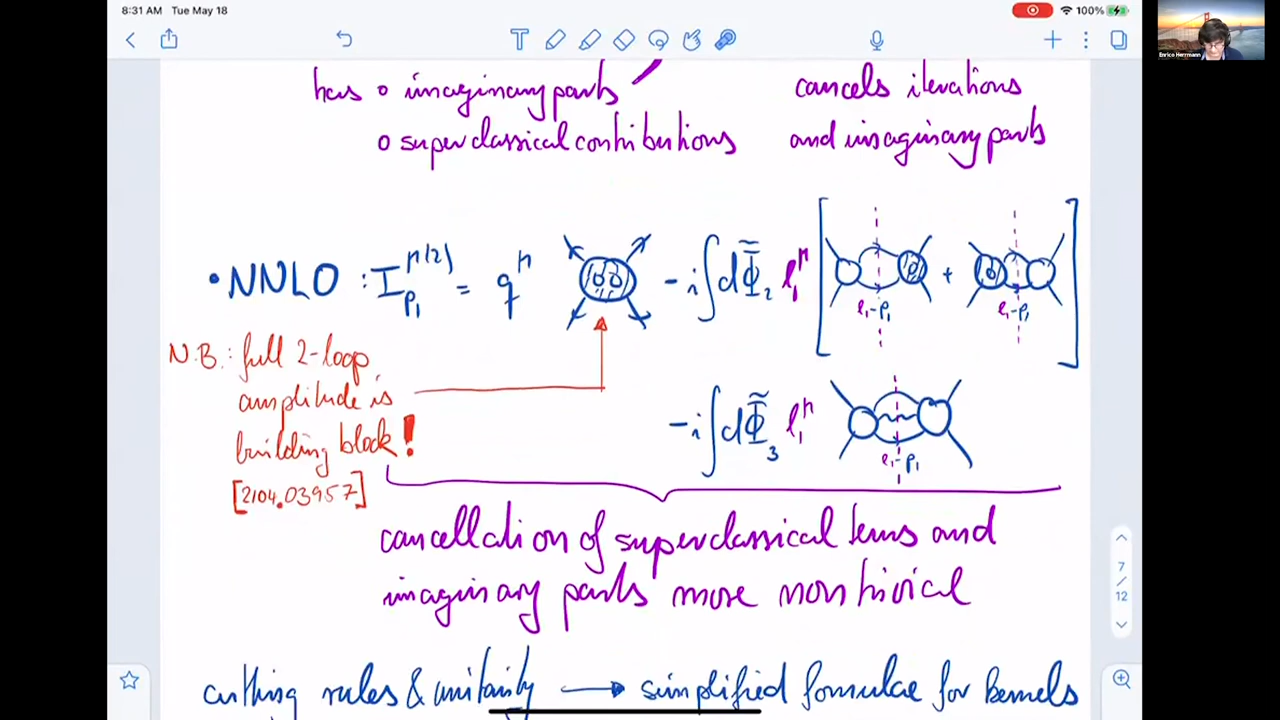 8:31 AM Tue May 18
100%
Enrico Herrmann
has o imaginary parts
o superclassical contributions
cancels iterations
and imaginary parts
• NNLO : I_{p_1}^{μ(2)} = q^μ - i∫dΦ̃_2 l_1^μ [ + ]
l_1-p_1 l_1-p_1
N.B.: full 2-loop
amplitude is
building block!
[2104.03957]
- i∫dΦ̃_3 l_1^μ
l_1-p_1
cancellation of superclassical terms and
imaginary parts more nontrivial
cutting rules & unitarity → simplified formulae for kernels
7
/
12